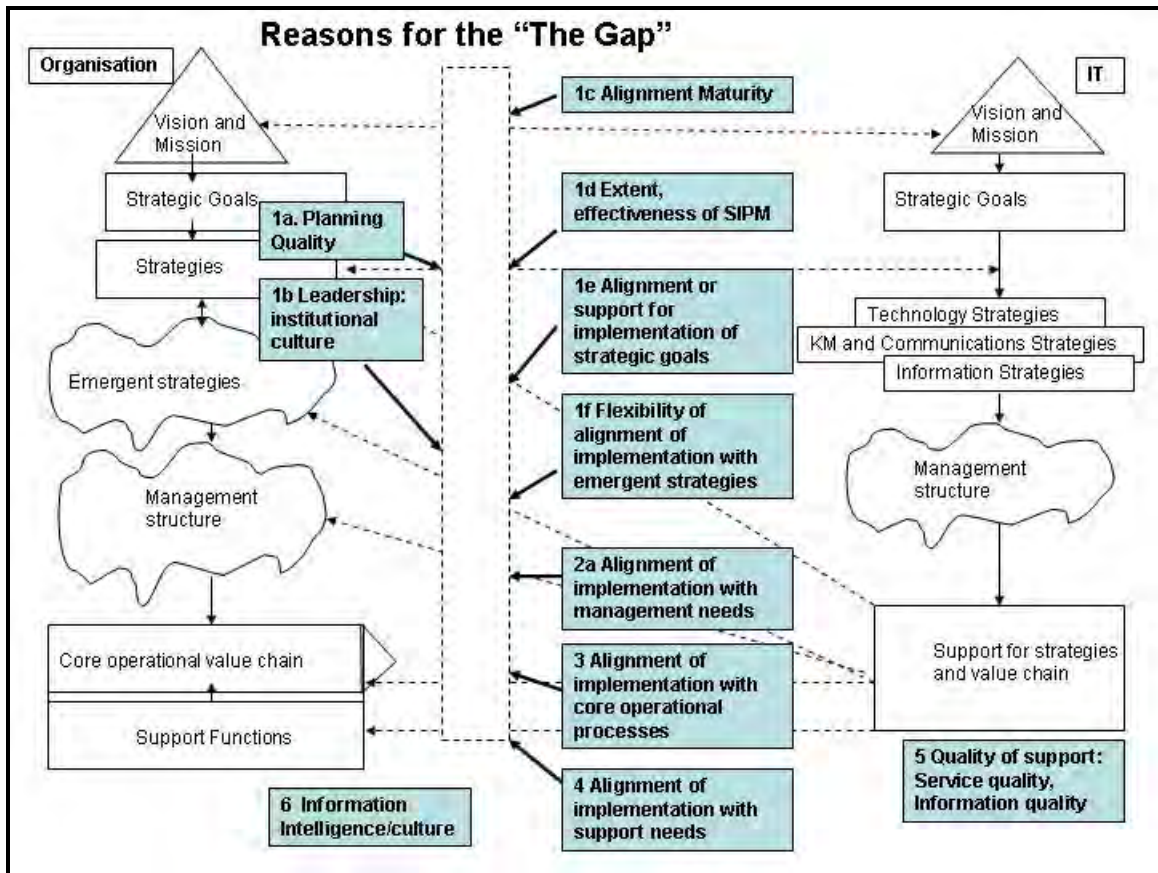 Reasons for the “The Gap”
Organisation
Vision and
Mission
Strategic Goals
Strategies
Emergent strategies
Management
structure
Core operational value chain
Support Functions
1a. Planning
Quality
1b Leadership:
institutional
culture
6 Information
Intelligence/culture
1c Alignment Maturity
1d Extent,
effectiveness of SIPM
1e Alignment or
support for
implementation of
strategic goals
1f Flexibility of
alignment of
implementation with
emergent strategies
2a Alignment of
implementation with
management needs
3 Alignment of
implementation with
core operational
processes
4 Alignment of
implementation with
support needs
IT
Vision and
Mission
Strategic Goals
Technology Strategies
KM and Communications Strategies
Information Strategies
Management
structure
Support for strategies
and value chain
5 Quality of support:
Service quality,
Information quality